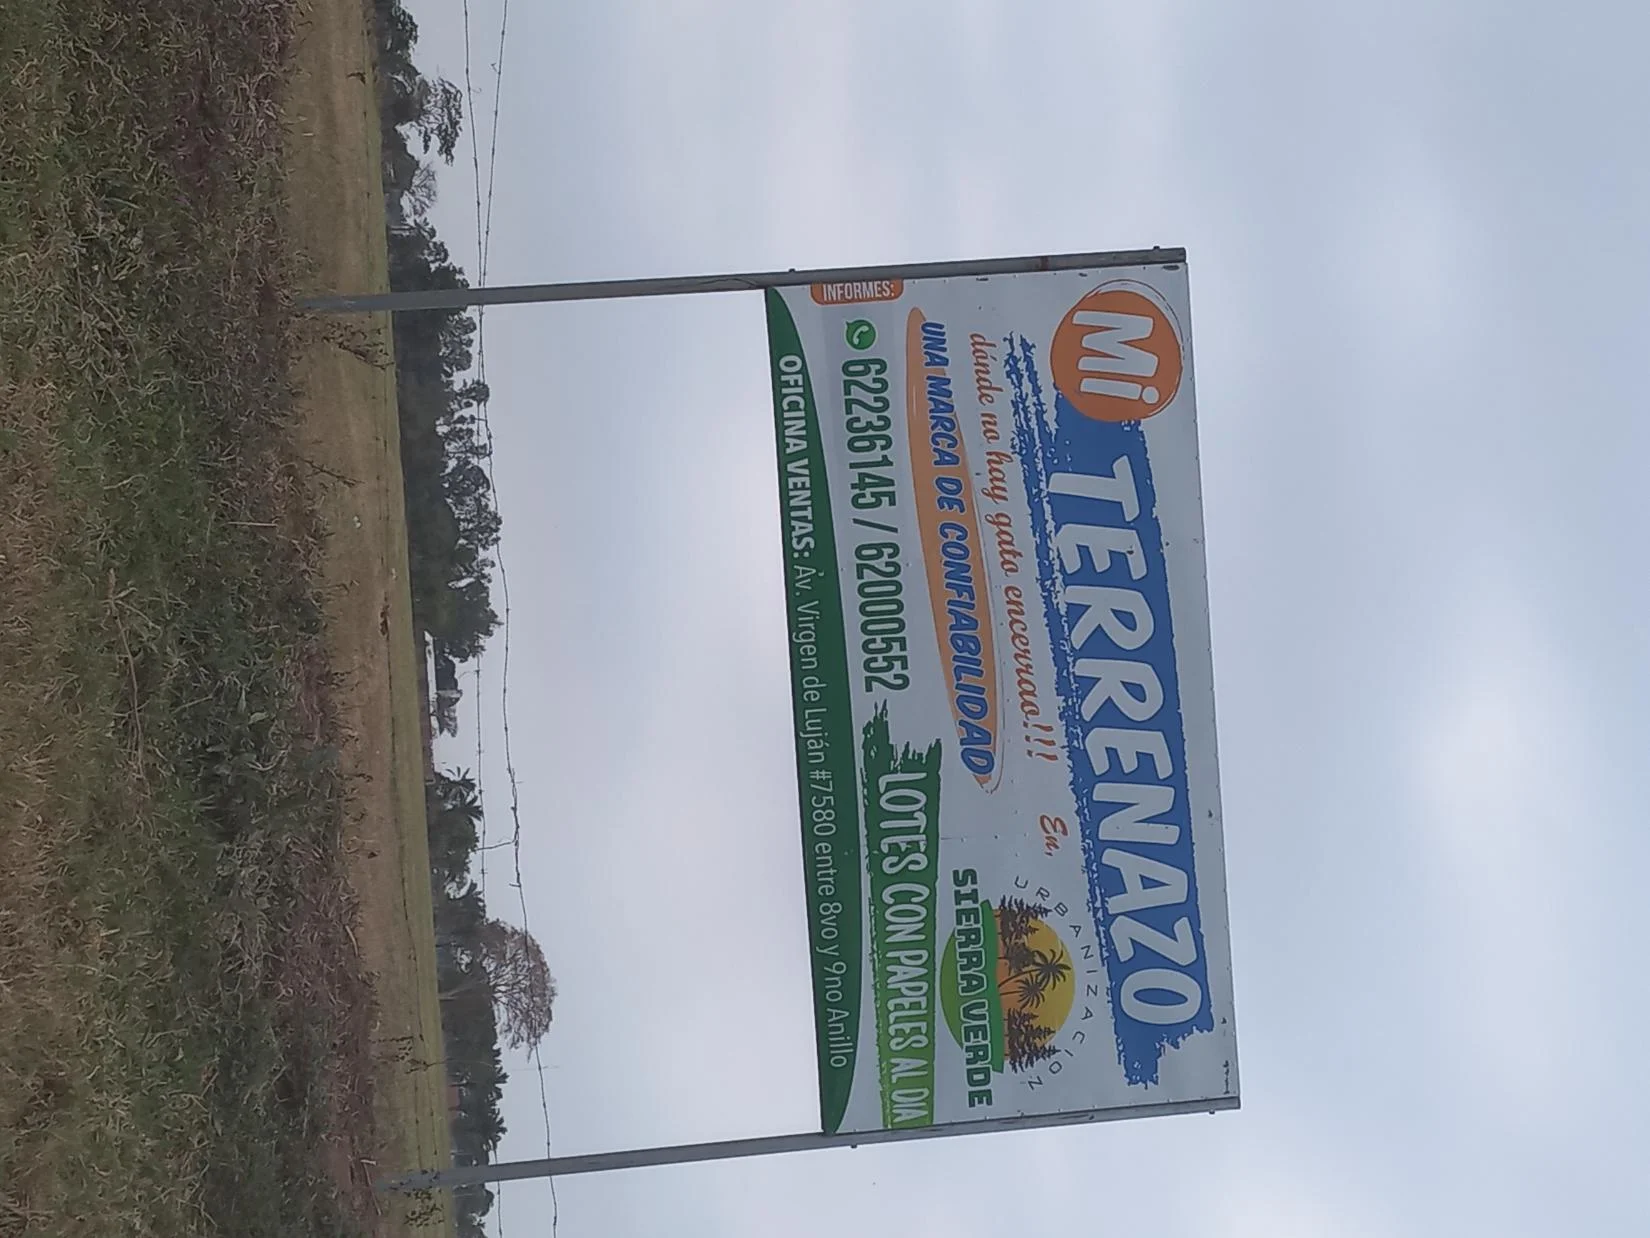 Mi TERRENAZO
dónde no hay gato encerrao!!!
En,
URBANIZACION
SIERRA VERDE
UNA MARCA DE CONFIABILIDAD
INFORMES:
62236145 / 62000552
LOTES CON PAPELES AL DIA
OFICINA VENTAS: Av. Virgen de Luján #7580 entre 8vo y 9no Anillo